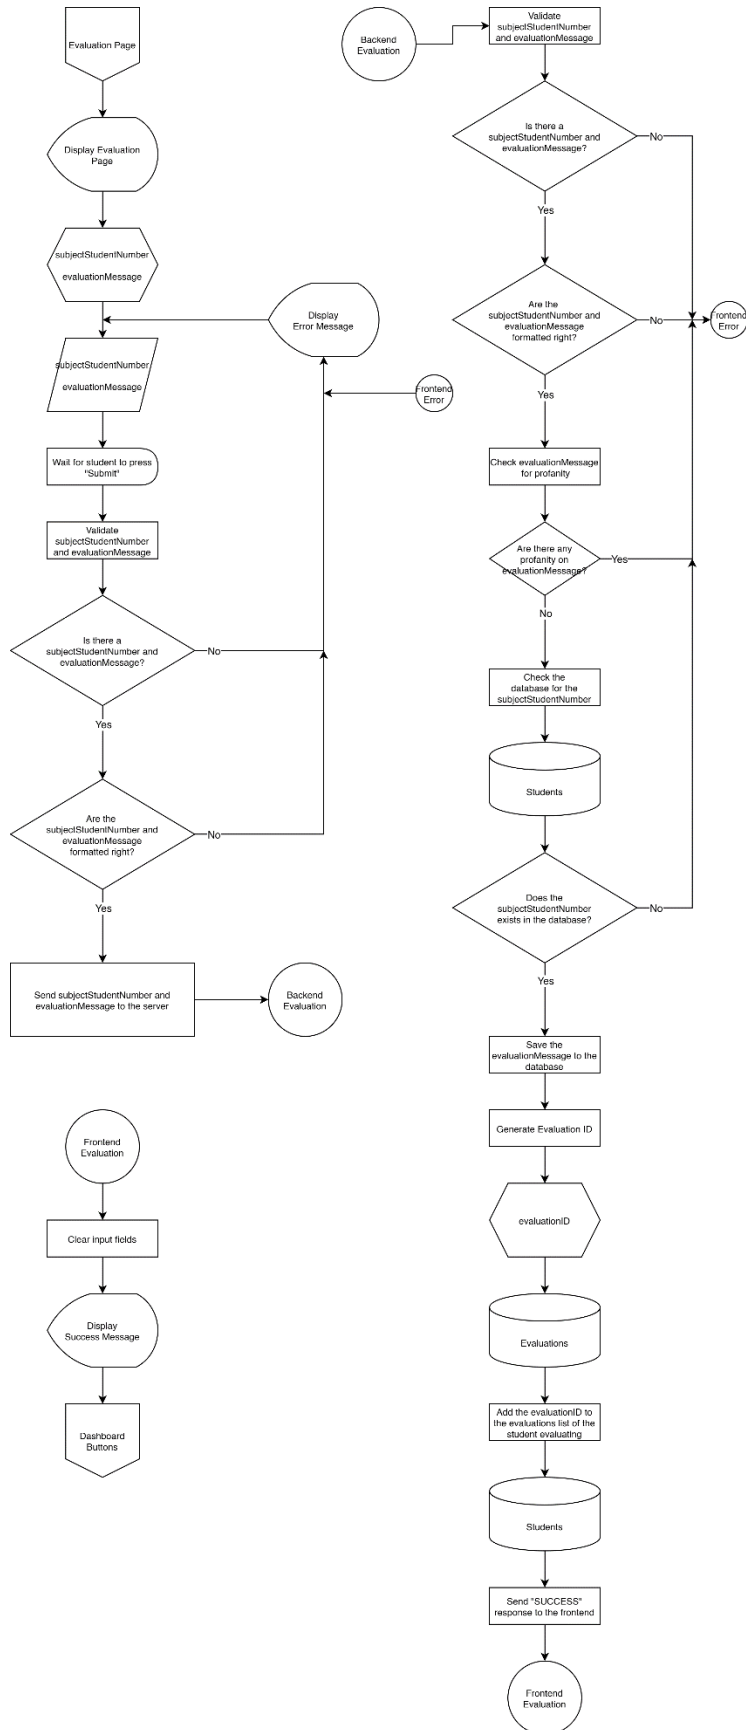 Evaluation Page
Display Evaluation
Page
subjectStudentNumber
evaluationMessage
Display
Error Message
subjectStudentNumber
evaluationMessage
Frontend
Error
Wait for student to press
"Submit"
Validate
subjectStudentNumber
and evaluationMessage
Is there a
subjectStudentNumber and
evaluationMessage?
No
Yes
Are the
subjectStudentNumber and
evaluationMessage
formatted right?
No
Yes
Send subjectStudentNumber and
evaluationMessage to the server
Backend
Evaluation
Frontend
Evaluation
Clear input fields
Display
Success Message
Dashboard
Buttons
Backend
Evaluation
Validate
subjectStudentNumber
and evaluationMessage
Is there a
subjectStudentNumber and
evaluationMessage?
No
Yes
Are the
subjectStudentNumber and
evaluationMessage
formatted right?
No
Frontend
Error
Yes
Check evaluationMessage
for profanity
Are there any
profanity on
evaluationMessage?
Yes
No
Check the
database for the
subjectStudentNumber
Students
Does the
subjectStudentNumber
exists in the database?
No
Yes
Save the
evaluationMessage to the
database
Generate Evaluation ID
evaluationID
Evaluations
Add the evaluationID to
the evaluations list of the
student evaluating
Students
Send "SUCCESS"
response to the frontend
Frontend
Evaluation